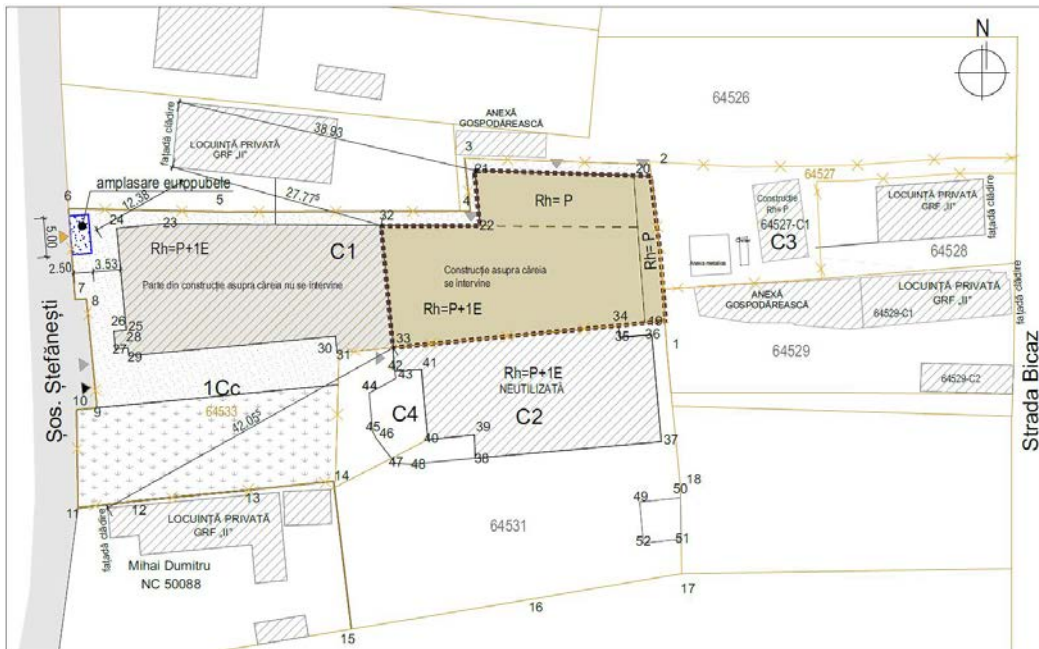 N
64526
ANEXĂ
GOSPODĂREASCĂ
3
2
38.93
fațadă clădire
LOCUINȚĂ PRIVATĂ
GRF „II"
amplasare europubele
12.38
27.77⁵
6
5
4
21
20
64527
24
23
32
22
Rh= P
Rh= P
Construcție
Rh= P
64527-C1
C3
LOCUINȚĂ PRIVATĂ
GRF „II"
fațadă clădire
64528
5.00
2.50
3.53
Rh=P+1E
C1
Parte din construcție asupra căreia nu se intervine
Construcție asupra căreia
se intervine
Rh=P+1E
Anexa metalica
ANEXĂ
GOSPODĂREASCĂ
LOCUINȚĂ PRIVATĂ
GRF „II"
64529-C1
fațadă clădire
7
8
26
25
28
27
29
30
31
33
34
35
36
19
1
64529
64529-C2
42
43
41
44
Rh=P+1E
NEUTILIZATĂ
C2
C4
1Cc
64533
42.05⁵
10
9
45
46
40
39
38
37
47
48
14
13
12
11
18
50
49
51
52
fațadă clădire
LOCUINȚĂ PRIVATĂ
GRF „II"
Mihai Dumitru
NC 50088
64531
17
16
15
Șos. Ștefănești
Strada Bicaz